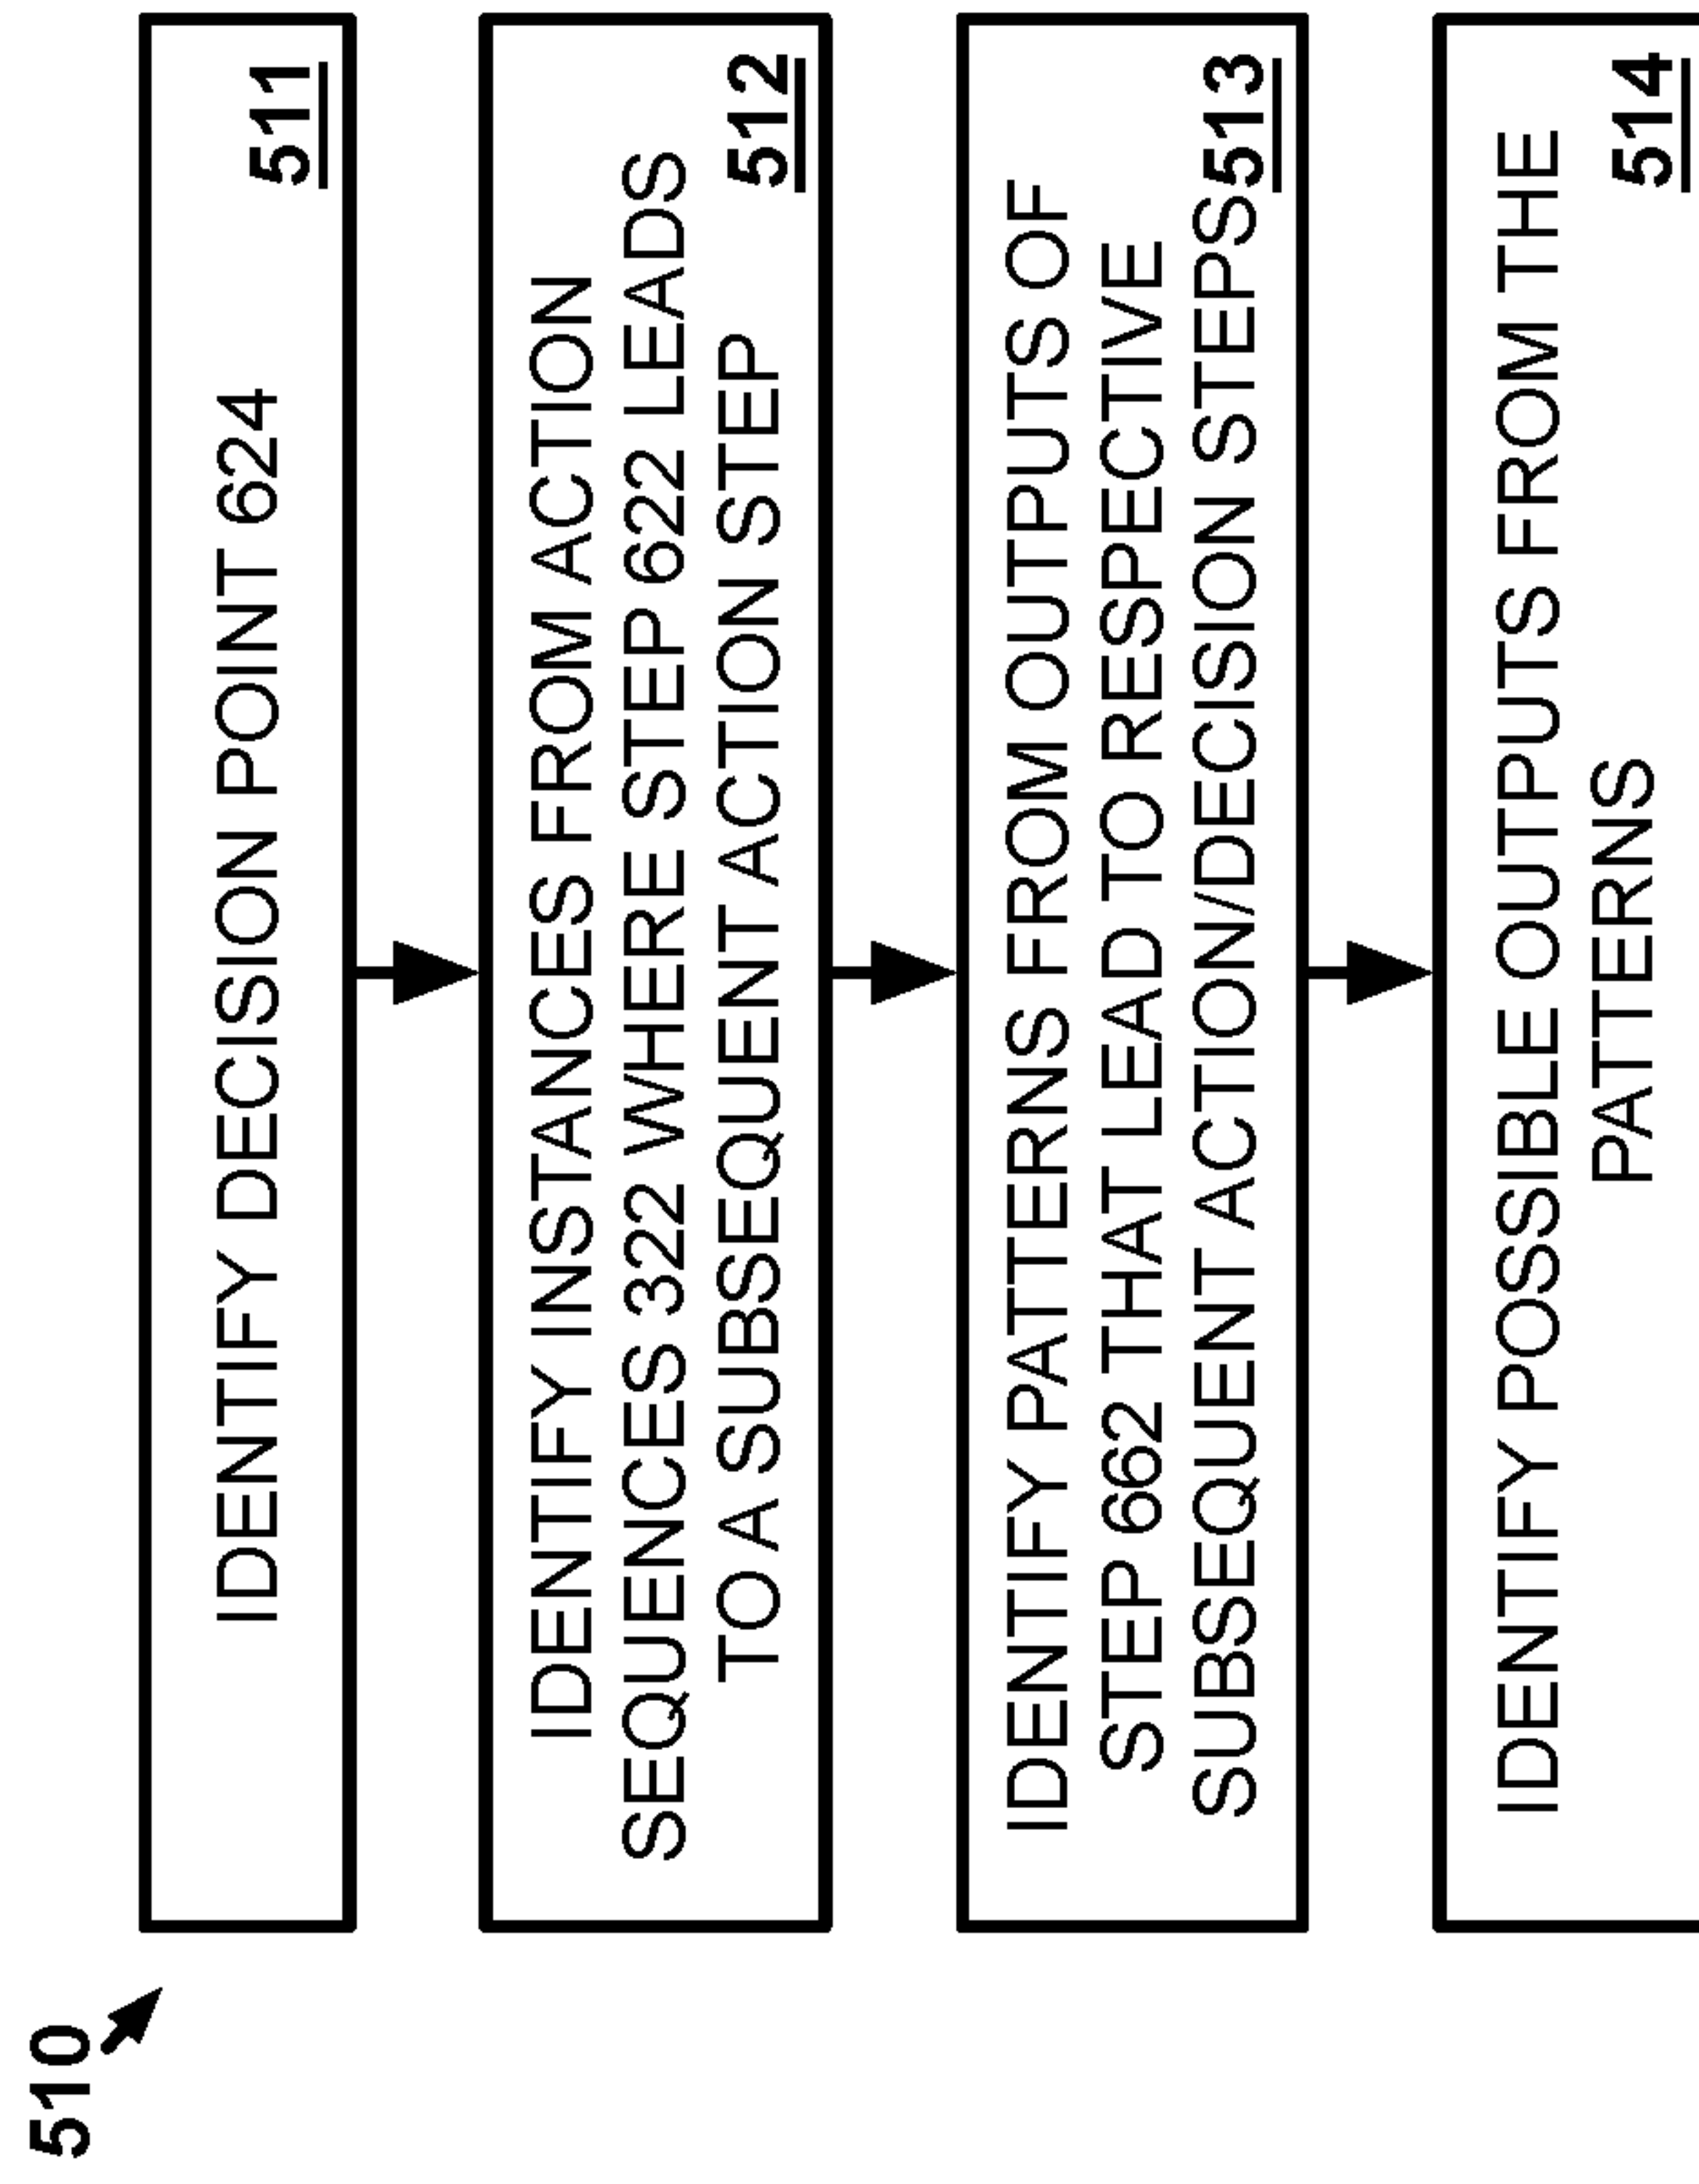 510
IDENTIFY DECISION POINT 624
511
IDENTIFY INSTANCES FROM ACTION
SEQUENCES 322 WHERE STEP 622 LEADS
TO A SUBSEQUENT ACTION STEP
512
IDENTIFY PATTERNS FROM OUTPUTS OF
STEP 662 THAT LEAD TO RESPECTIVE
SUBSEQUENT ACTION/DECISION STEPS
513
IDENTIFY POSSIBLE OUTPUTS FROM THE
PATTERNS
514